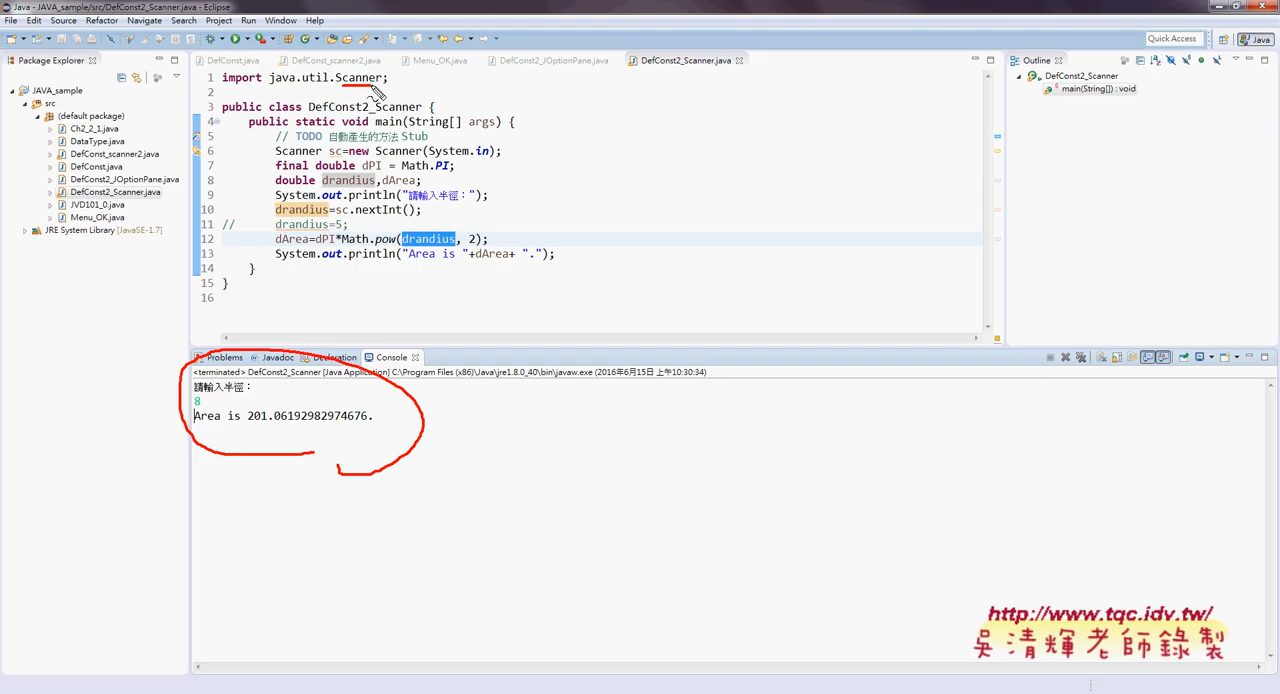 Java - JAVA_sample/src/DefConst2_Scanner.java - Eclipse
File Edit Source Refactor Navigate Search Project Run Window Help
Quick Access
Java
Package Explorer
JAVA_sample
src
(default package)
Ch2_2_1.java
DataType.java
DefConst_scanner2.java
DefConst.java
DefConst2_JOptionPane.java
DefConst2_Scanner.java
JVD101_0.java
Menu_OK.java
JRE System Library [JavaSE-1.7]
DefConst.java DefConst_scanner2.java Menu_OK.java DefConst2_JOptionPane.java DefConst2_Scanner.java
1 import java.util.Scanner;
2
3 public class DefConst2_Scanner {
4 public static void main(String[] args) {
5 // TODO 自動產生的方法 Stub
6 Scanner sc=new Scanner(System.in);
7 final double dPI = Math.PI;
8 double drandius,dArea;
9 System.out.println("請輸入半徑：");
10 drandius=sc.nextInt();
11 // drandius=5;
12 dArea=dPI*Math.pow(drandius, 2);
13 System.out.println("Area is "+dArea+ ".");
14 }
15 }
16
Outline
DefConst2_Scanner
main(String[]) : void
Problems Javadoc Declaration Console
<terminated> DefConst2_Scanner [Java Application] C:\Program Files (x86)\Java\jre1.8.0_40\bin\javaw.exe (2016年6月15日 上午10:30:34)
請輸入半徑：
8
Area is 201.06192982974676.
http://www.tqc.idv.tw/
吳清輝老師錄製